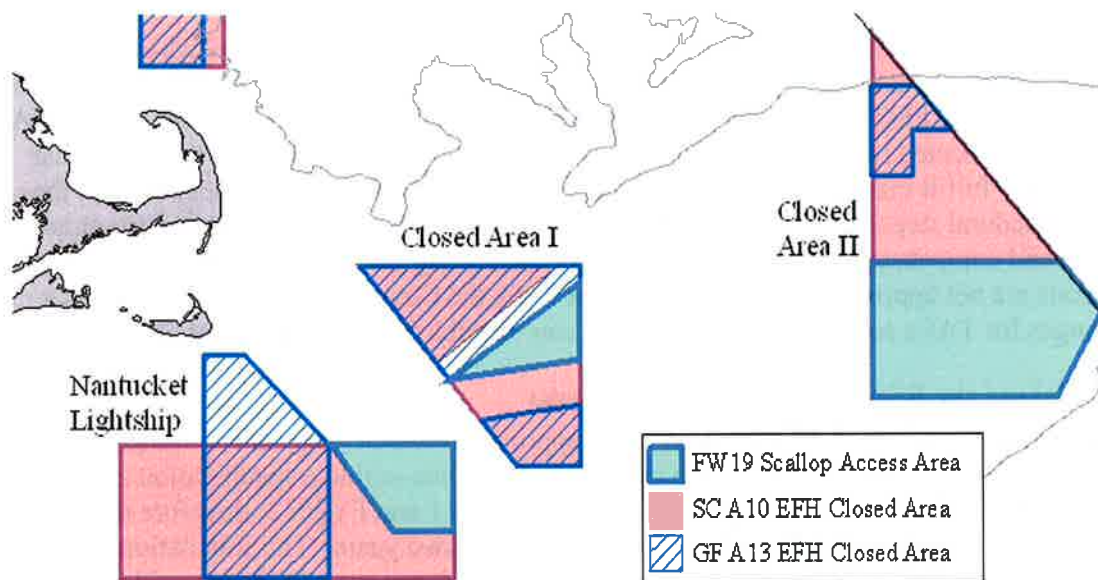 Closed Area I
Closed
Area II
Nantucket
Lightship
FW19 Scallop Access Area
SC A10 EFH Closed Area
GF A13 EFH Closed Area